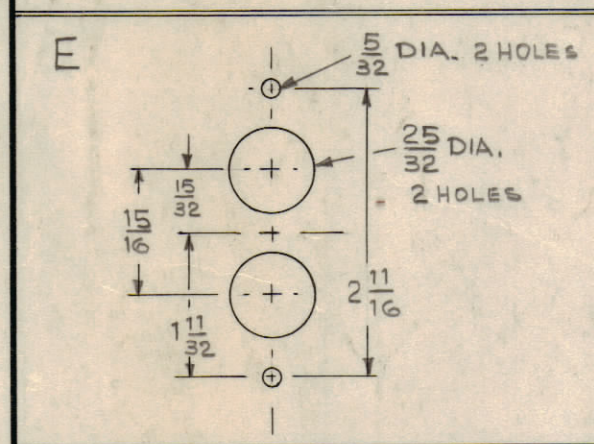 E
5/32 DIA. 2 HOLES
25/32 DIA.
2 HOLES
15/32
15/16
2 11/16
1 11/32